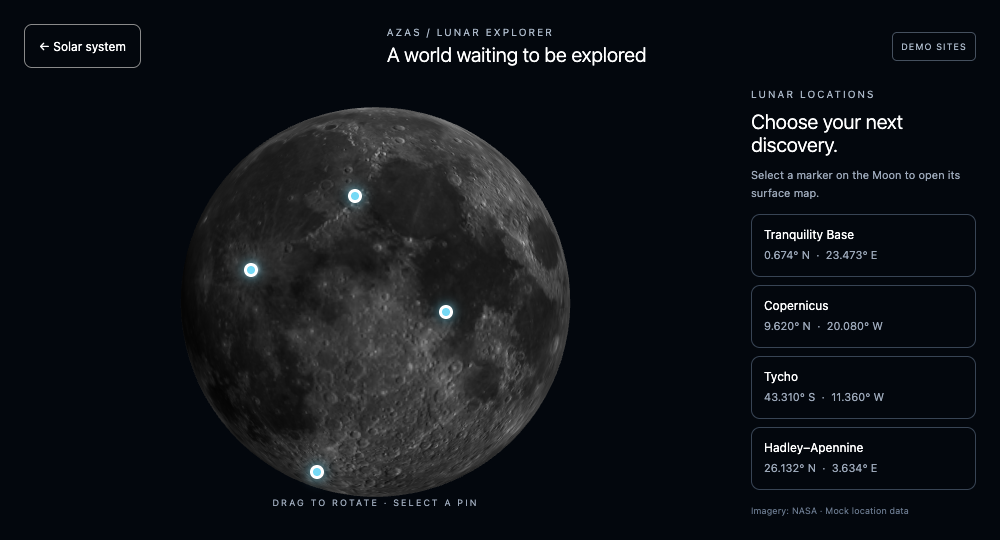 ← Solar system
AZAS / LUNAR EXPLORER
A world waiting to be explored
DEMO SITES
LUNAR LOCATIONS
Choose your next
discovery.
Select a marker on the Moon to open its
surface map.
Tranquility Base
0.674° N · 23.473° E
Copernicus
9.620° N · 20.080° W
Tycho
43.310° S · 11.360° W
Hadley–Apennine
26.132° N · 3.634° E
DRAG TO ROTATE · SELECT A PIN
Imagery: NASA · Mock location data